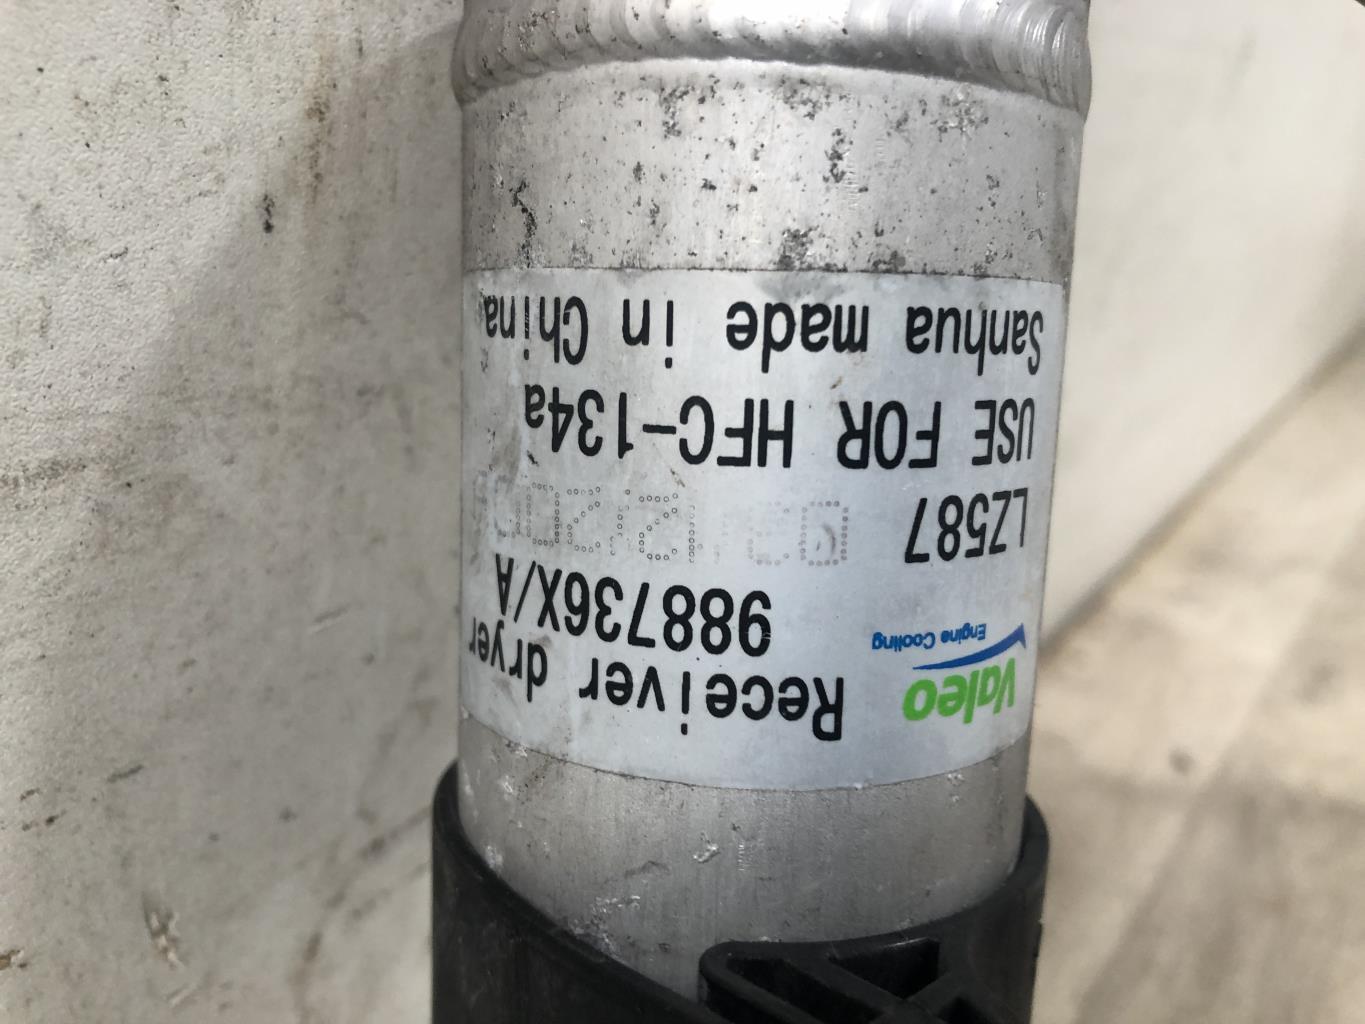 Valeo
Engine Cooling
Receiver dryer
988736X/A
LZ587
USE FOR HFC-134a
Sanhua made in China